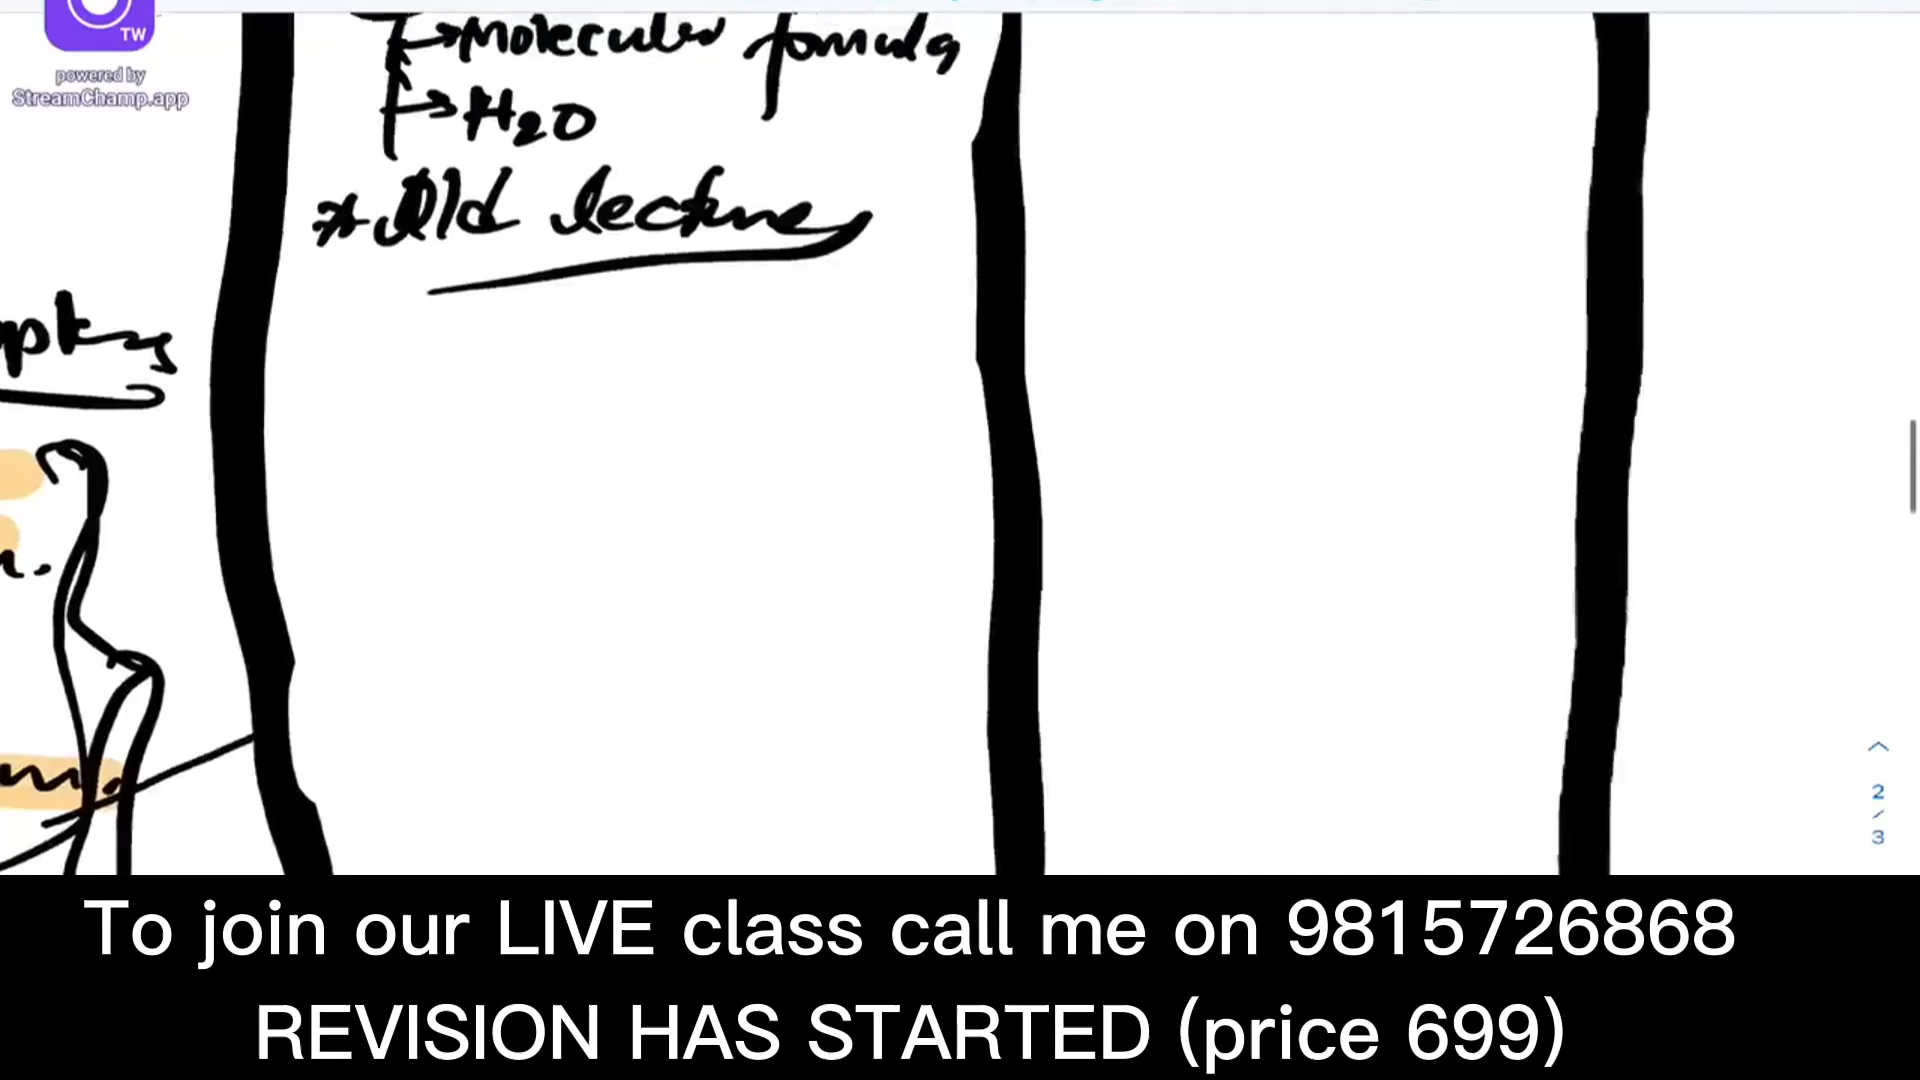 TW
powered by
StreamChamp.app
→Molecular formula
→H2O
* Old lecture
2
/
3
To join our LIVE class call me on 9815726868
REVISION HAS STARTED (price 699)